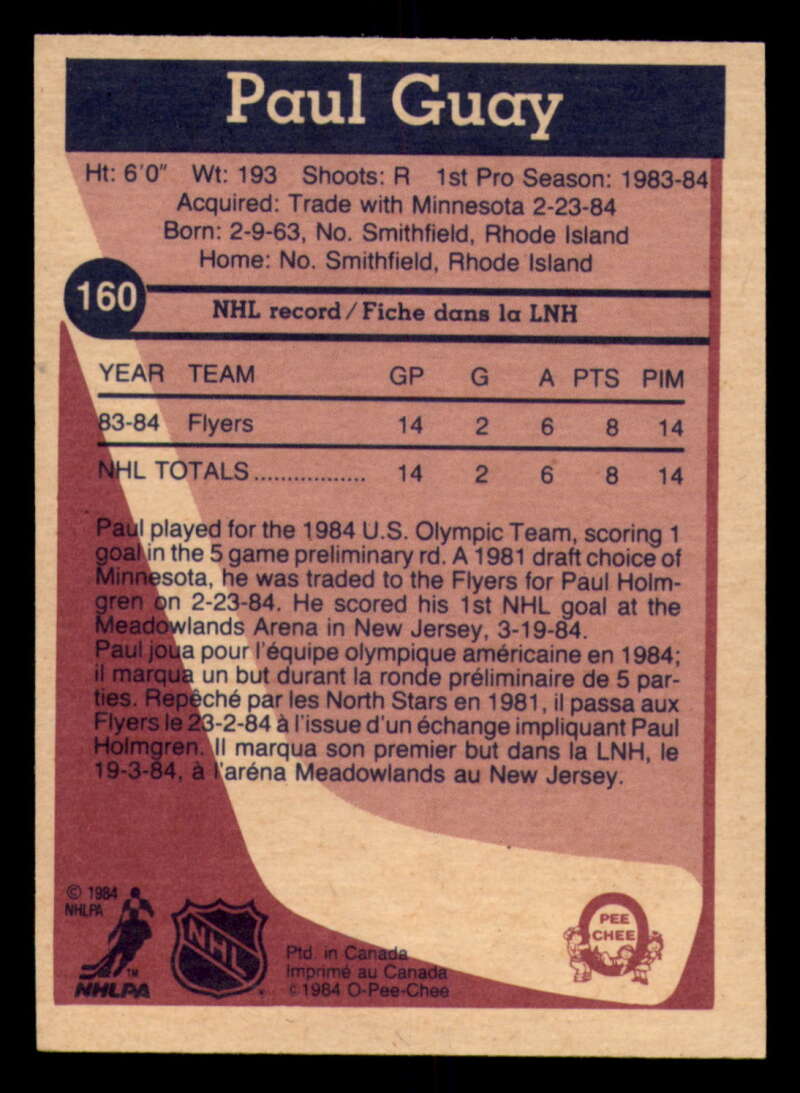 Paul Guay
Ht: 6'0" Wt: 193 Shoots: R 1st Pro Season: 1983-84
Acquired: Trade with Minnesota 2-23-84
Born: 2-9-63, No. Smithfield, Rhode Island
Home: No. Smithfield, Rhode Island
160
NHL record/Fiche dans la LNH
YEAR TEAM GP G A PTS PIM
83-84 Flyers 14 2 6 8 14
NHL TOTALS ................. 14 2 6 8 14
Paul played for the 1984 U.S. Olympic Team, scoring 1
goal in the 5 game preliminary rd. A 1981 draft choice of
Minnesota, he was traded to the Flyers for Paul Holm-
gren on 2-23-84. He scored his 1st NHL goal at the
Meadowlands Arena in New Jersey, 3-19-84.
Paul joua pour l'équipe olympique américaine en 1984;
il marqua un but durant la ronde préliminaire de 5 par-
ties. Repêché par les North Stars en 1981, il passa aux
Flyers le 23-2-84 à l'issue d'un échange impliquant Paul
Holmgren. Il marqua son premier but dans la LNH, le
19-3-84, à l'aréna Meadowlands au New Jersey.
© 1984
NHLPA
TM
NHLPA
NHL
Ptd. in Canada
Imprimé au Canada
© 1984 O-Pee-Chee
PEE
CHEE